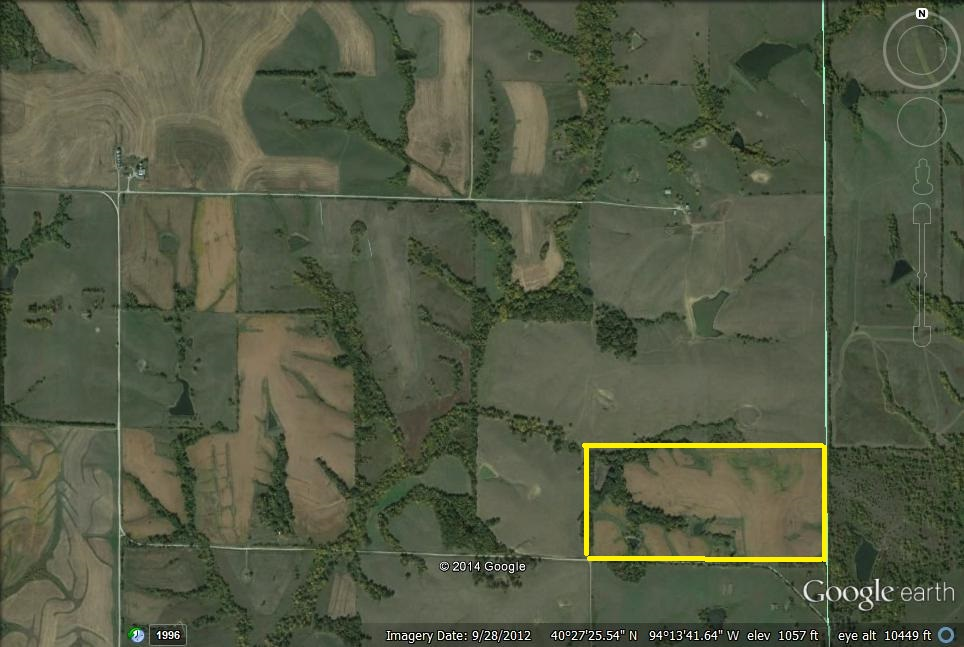 N
© 2014 Google
Google earth
1996
Imagery Date: 9/28/2012 40°27'25.54" N 94°13'41.64" W elev 1057 ft eye alt 10449 ft